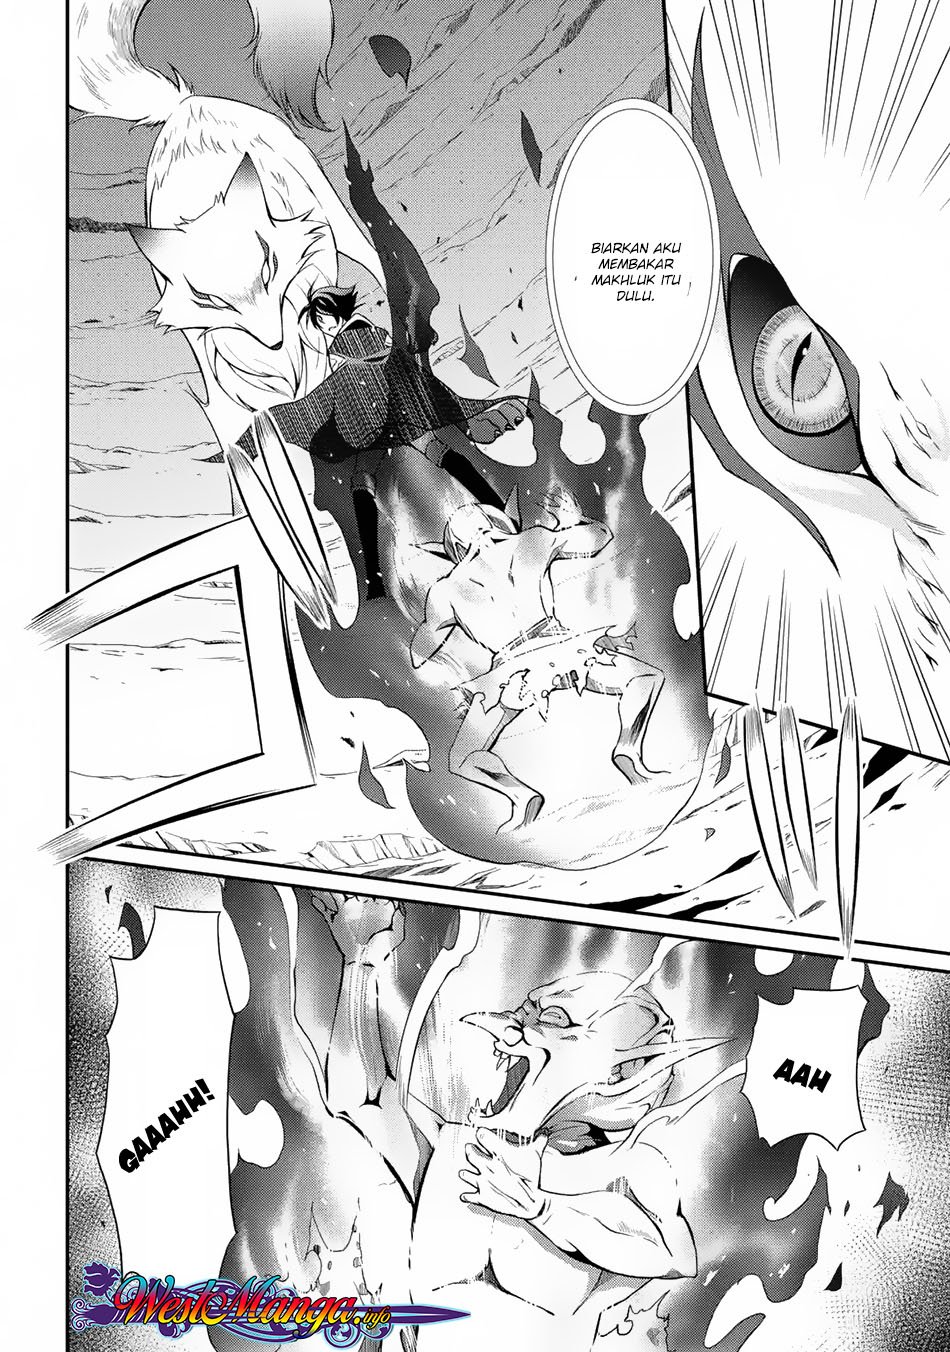 BIARKAN AKU
MEMBAKAR
MAKHLUK ITU
DULU.
AAH
GAAAHH!
WestManga.info